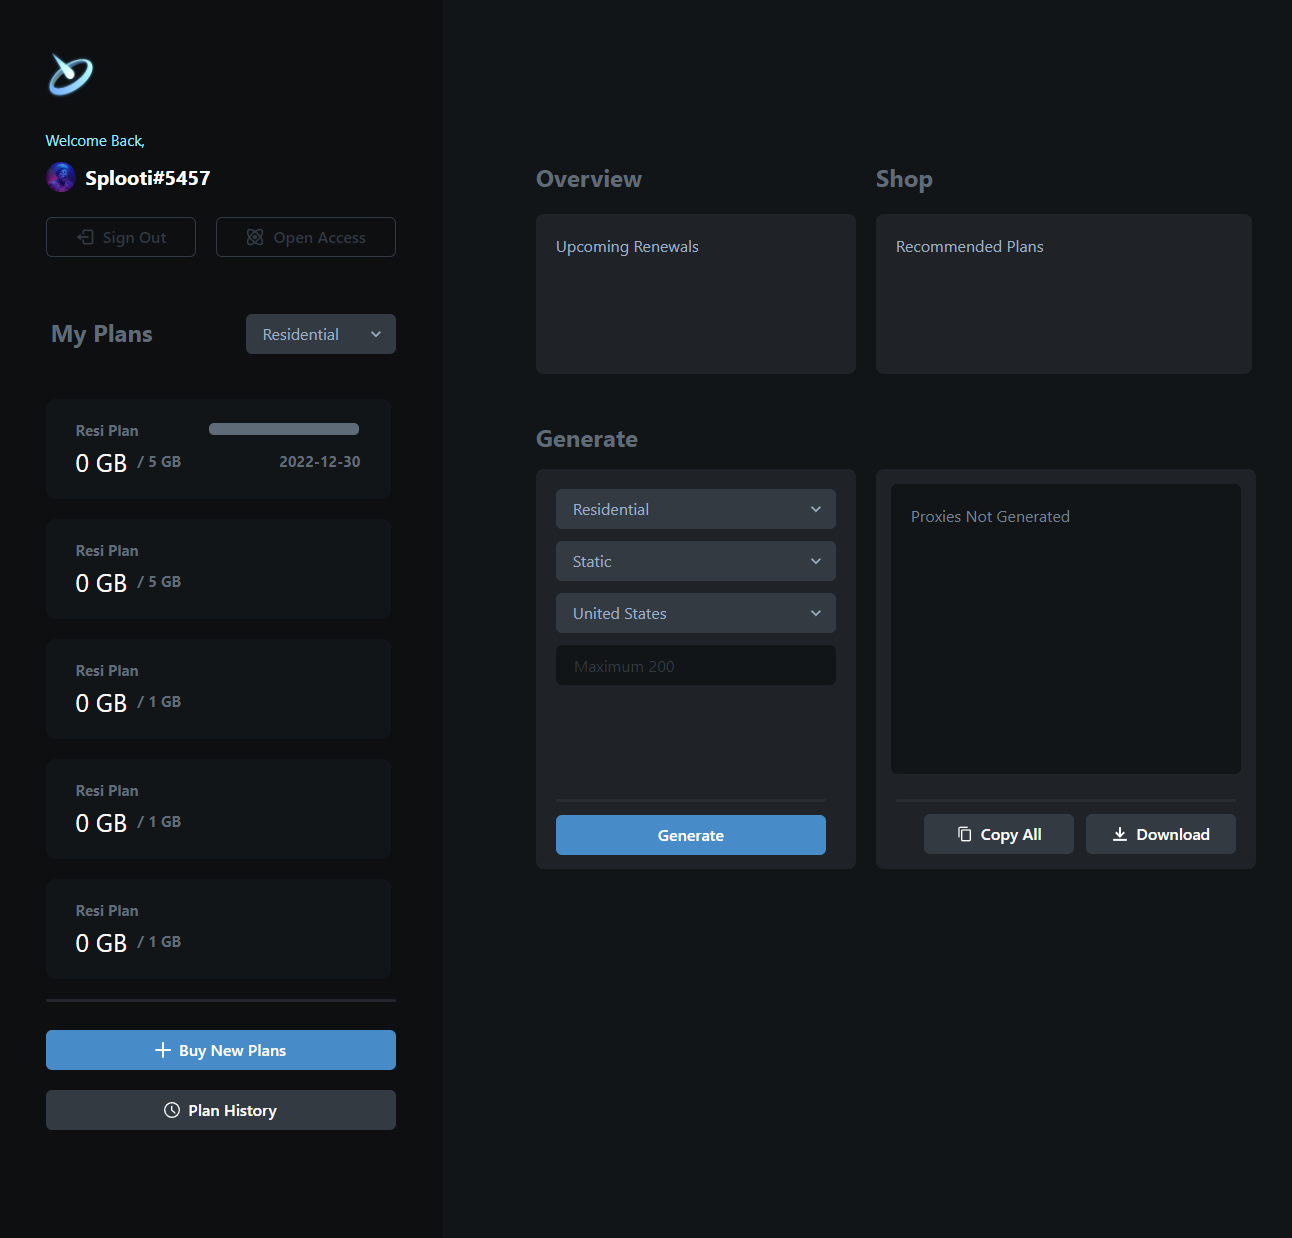 Welcome Back,
Splooti#5457
Sign Out
Open Access
My Plans
Residential
Resi Plan
0 GB / 5 GB
2022-12-30
Resi Plan
0 GB / 5 GB
Resi Plan
0 GB / 1 GB
Resi Plan
0 GB / 1 GB
Resi Plan
0 GB / 1 GB
Buy New Plans
Plan History
Overview
Upcoming Renewals
Shop
Recommended Plans
Generate
Residential
Static
United States
Maximum 200
Generate
Proxies Not Generated
Copy All
Download